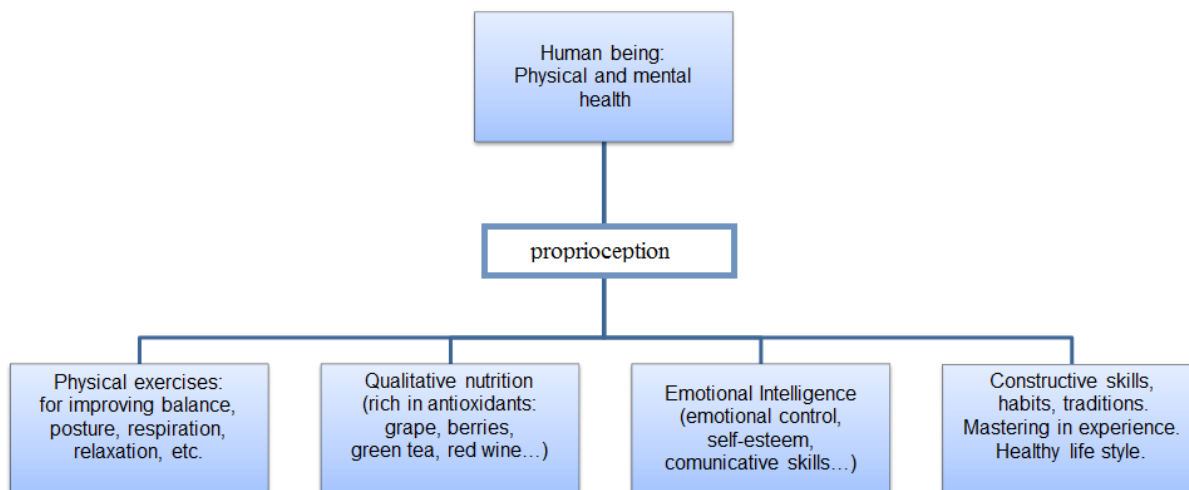 Human being:
Physical and mental
health
proprioception
Physical exercises:
for improving balance,
posture, respiration,
relaxation, etc.
Qualitative nutrition
(rich in antioxidants:
grape, berries,
green tea, red wine…)
Emotional Intelligence
(emotional control,
self-esteem,
comunicative skills…)
Constructive skills,
habits, traditions.
Mastering in experience.
Healthy life style.